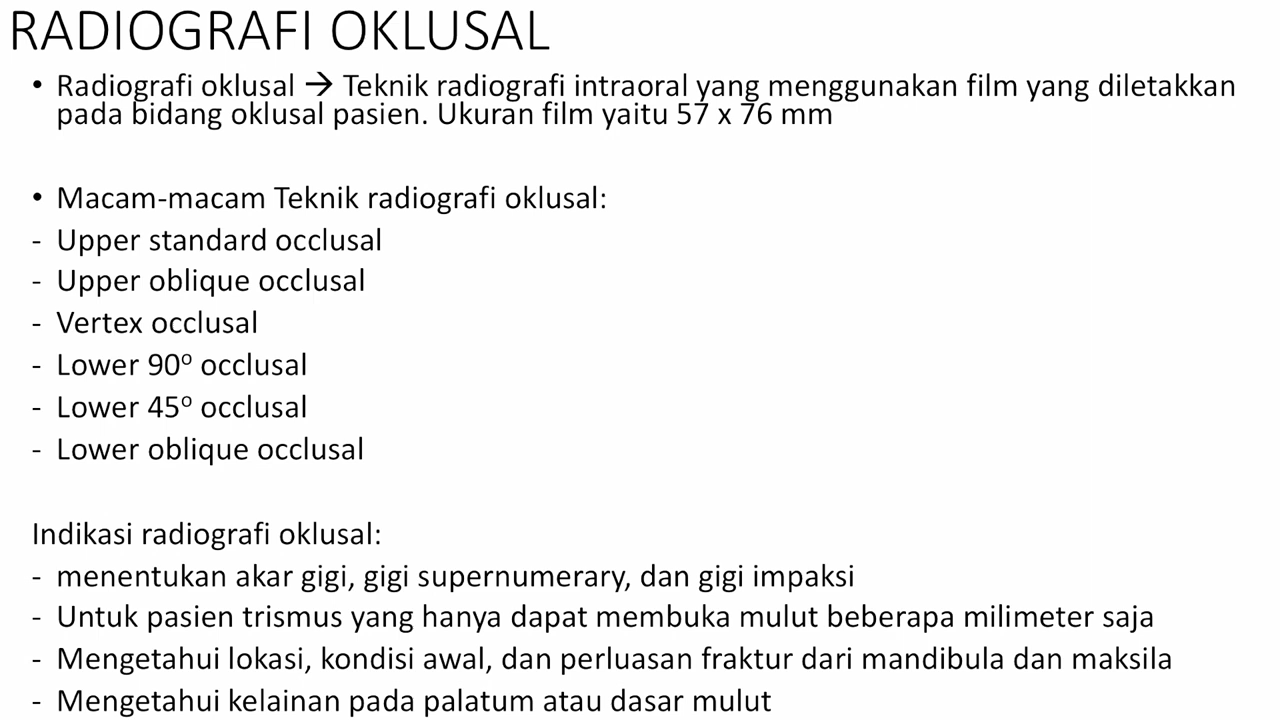 RADIOGRAFI OKLUSAL
• Radiografi oklusal → Teknik radiografi intraoral yang menggunakan film yang diletakkan
pada bidang oklusal pasien. Ukuran film yaitu 57 x 76 mm
• Macam-macam Teknik radiografi oklusal:
- Upper standard occlusal
- Upper oblique occlusal
- Vertex occlusal
- Lower 90º occlusal
- Lower 45º occlusal
- Lower oblique occlusal
Indikasi radiografi oklusal:
- menentukan akar gigi, gigi supernumerary, dan gigi impaksi
- Untuk pasien trismus yang hanya dapat membuka mulut beberapa milimeter saja
- Mengetahui lokasi, kondisi awal, dan perluasan fraktur dari mandibula dan maksila
- Mengetahui kelainan pada palatum atau dasar mulut